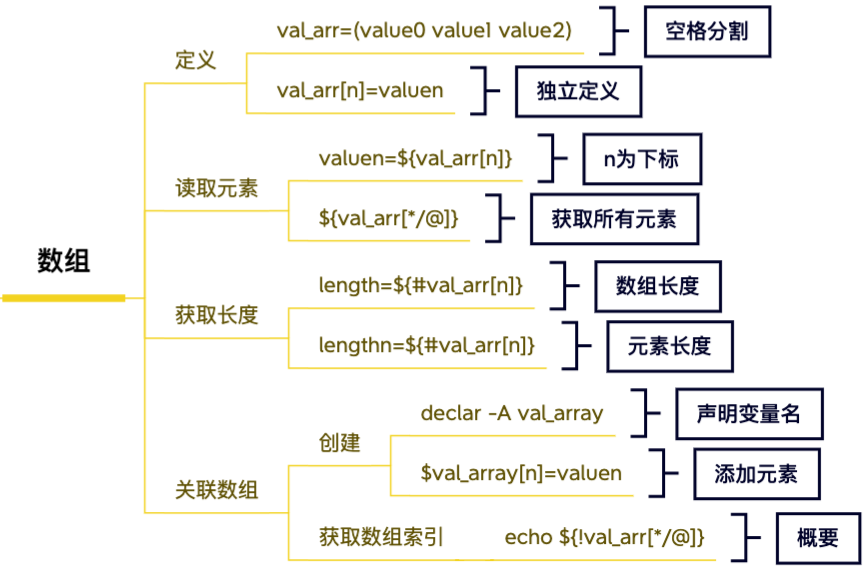 数组
定义
val_arr=(value0 value1 value2)
空格分割
val_arr[n]=valuen
独立定义
读取元素
valuen=${val_arr[n]}
n为下标
${val_arr[*/@]}
获取所有元素
获取长度
length=${#val_arr[n]}
数组长度
lengthn=${#val_arr[n]}
元素长度
关联数组
创建
declar -A val_array
声明变量名
$val_array[n]=valuen
添加元素
获取数组索引
echo ${!val_arr[*/@]}
概要